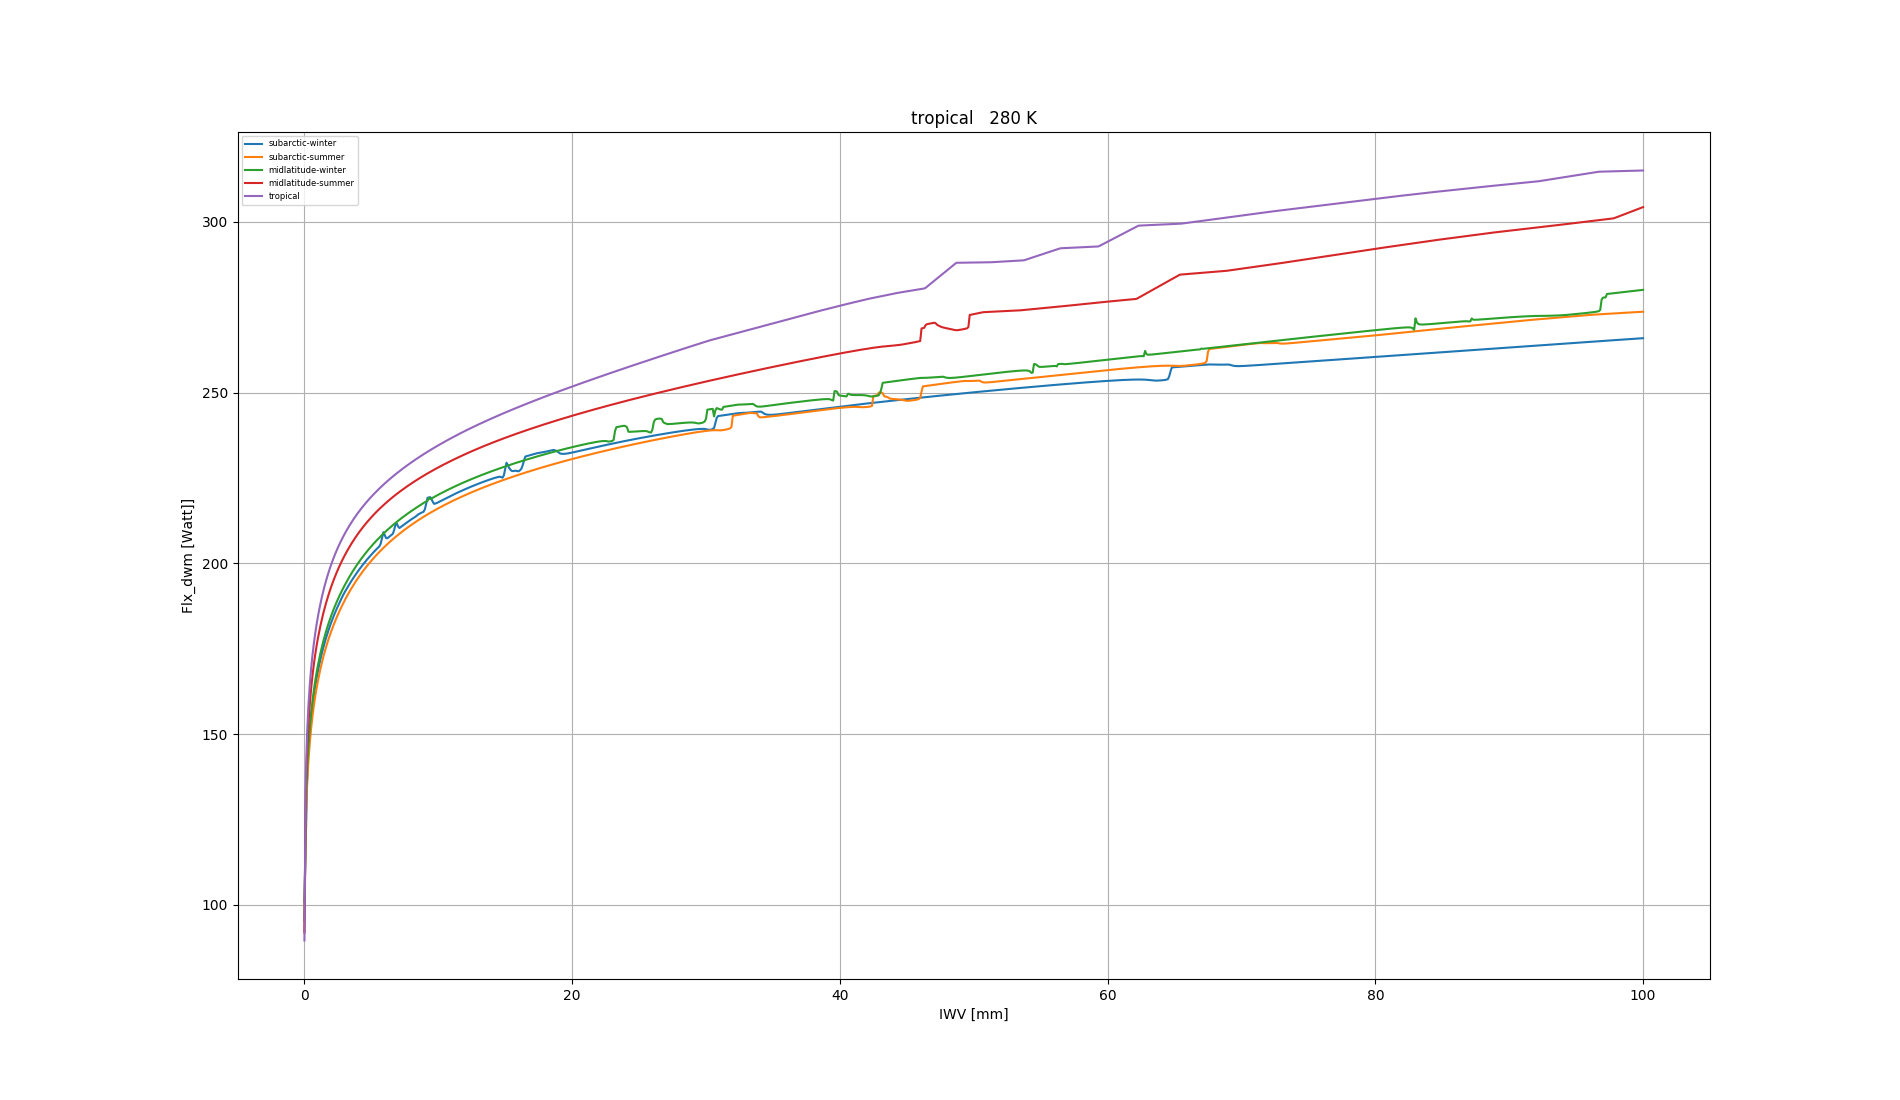 tropical   280 K
subarctic-winter
subarctic-summer
midlatitude-winter
midlatitude-summer
tropical
300
250
200
150
100
Flx_dwm [Watt]]
0 20 40 60 80 100
IWV [mm]